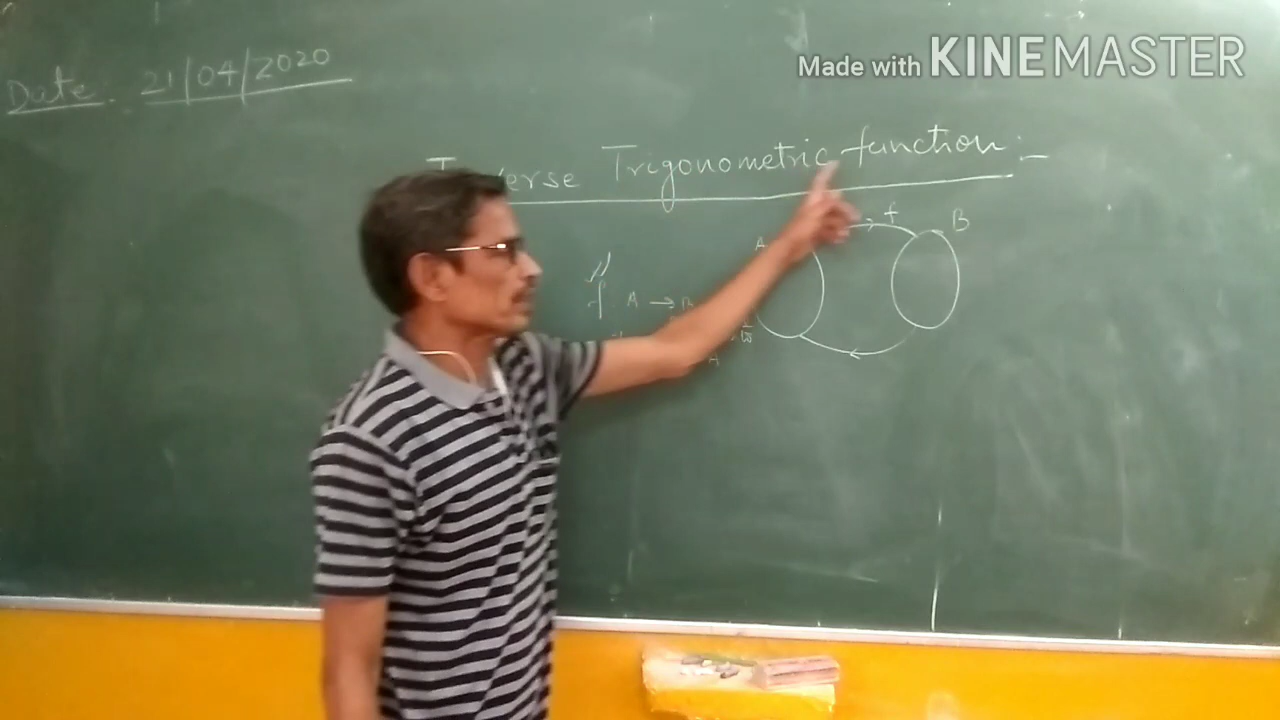 Made with KINEMASTER
Date: 21/04/2020
Trigonometric function :-
f
B
A
f A → B
A